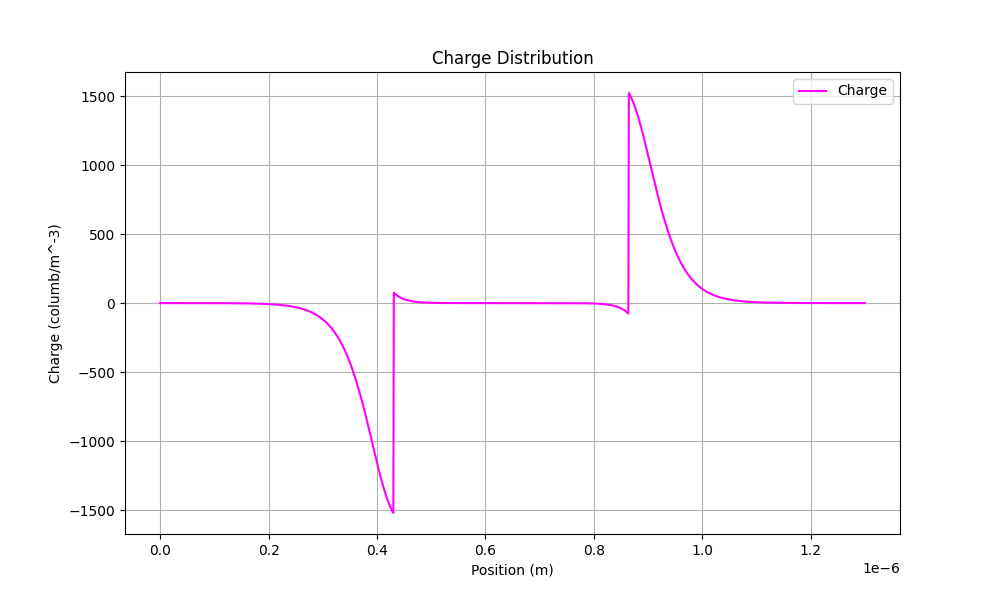 Charge Distribution
Charge
1500
1000
500
0
−500
−1000
−1500
Charge (columb/m^-3)
0.0 0.2 0.4 0.6 0.8 1.0 1.2
1e−6
Position (m)